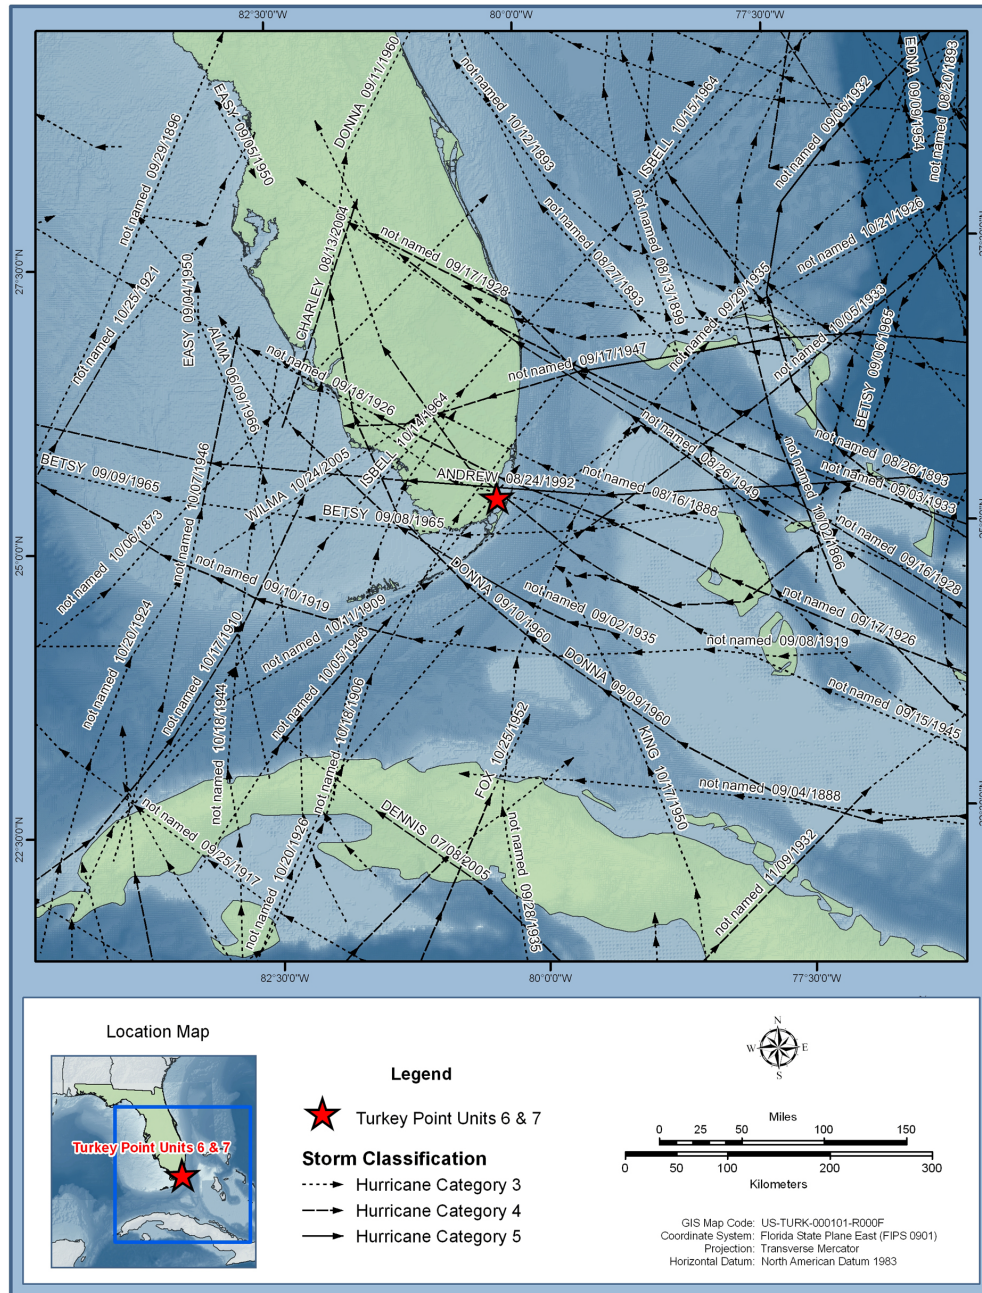 82°30'0"W
80°0'0"W
77°30'0"W
not named 09/29/1896
EASY 09/05/1950
DONNA 09/11/1960
not named 10/12/1893
ISBELL 10/15/1964
not named 09/06/1932
EDNA 09/09/1954
not named 08/20/1893
27°30'0"N
not named 10/25/1921
EASY 09/04/1950
CHARLEY 08/13/2004
not named 09/17/1928
not named 08/27/1893
not named 08/13/1899
not named 09/29/1935
not named 10/21/1926
not named 10/05/1933
BETSY 09/06/1965
ALMA 06/09/1966
not named 09/18/1926
not named 09/17/1947
ISBELL 10/14/1964
BETSY 09/09/1965
not named 10/07/1946
WILMA 10/24/2005
ANDREW 08/24/1992
not named 08/16/1888
not named 08/26/1949
not named 10/02/1866
not named 08/26/1893
not named 09/03/1933
not named 09/16/1928
BETSY 09/08/1965
25°0'0"N
not named 10/06/1873
not named 09/10/1919
DONNA 09/10/1960
not named 09/02/1935
not named 09/17/1926
not named 09/08/1919
not named 10/20/1924
not named 10/17/1910
not named 10/11/1909
not named 10/05/1948
DONNA 09/09/1960
not named 09/15/1945
not named 10/18/1944
not named 10/18/1906
FOX 10/25/1952
KING 10/17/1950
not named 09/04/1888
22°30'0"N
not named 09/25/1917
not named 10/20/1926
DENNIS 07/08/2005
not named 09/28/1935
not named 11/09/1932
82°30'0"W
80°0'0"W
77°30'0"W
Location Map
Turkey Point Units 6 & 7
Legend
Turkey Point Units 6 & 7
Storm Classification
Hurricane Category 3
Hurricane Category 4
Hurricane Category 5
N
W E
S
Miles
0 25 50 100 150
0 50 100 200 300
Kilometers
GIS Map Code: US-TURK-000101-R000F
Coordinate System: Florida State Plane East (FIPS 0901)
Projection: Transverse Mercator
Horizontal Datum: North American Datum 1983